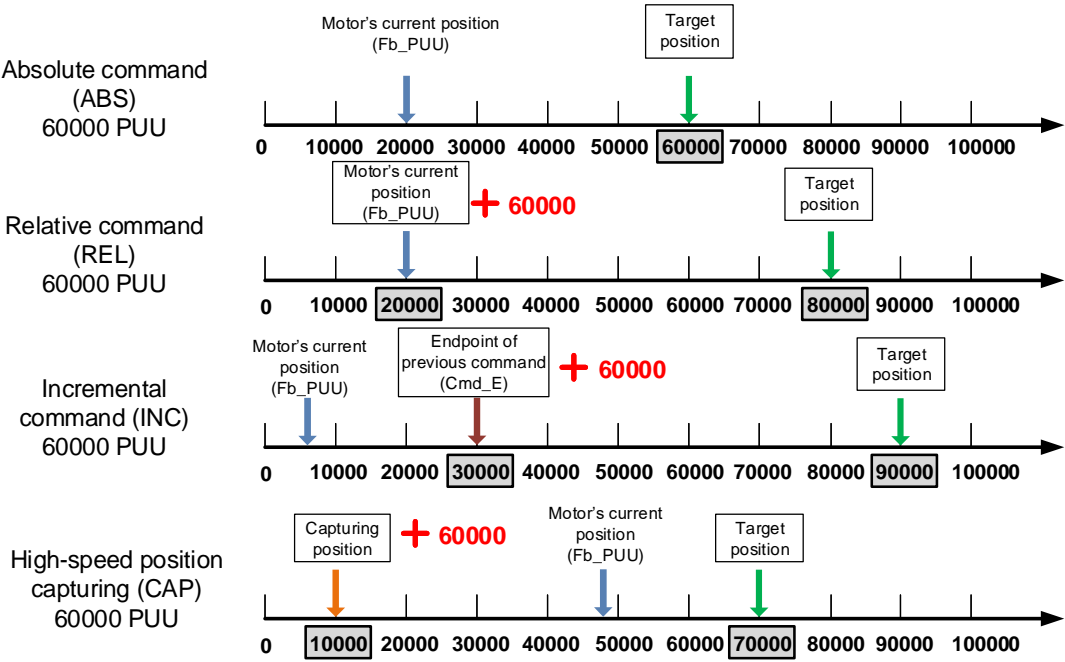 Absolute command
(ABS)
60000 PUU
Motor's current position
(Fb_PUU)
Target
position
0 10000 20000 30000 40000 50000 60000 70000 80000 90000 100000
Relative command
(REL)
60000 PUU
Motor's current
position
(Fb_PUU)
+ 60000
Target
position
0 10000 20000 30000 40000 50000 60000 70000 80000 90000 100000
Incremental
command (INC)
60000 PUU
Motor's current
position
(Fb_PUU)
Endpoint of
previous command
(Cmd_E)
+ 60000
Target
position
0 10000 20000 30000 40000 50000 60000 70000 80000 90000 100000
High-speed position
capturing (CAP)
60000 PUU
Capturing
position
+ 60000
Motor's current
position
(Fb_PUU)
Target
position
0 10000 20000 30000 40000 50000 60000 70000 80000 90000 100000